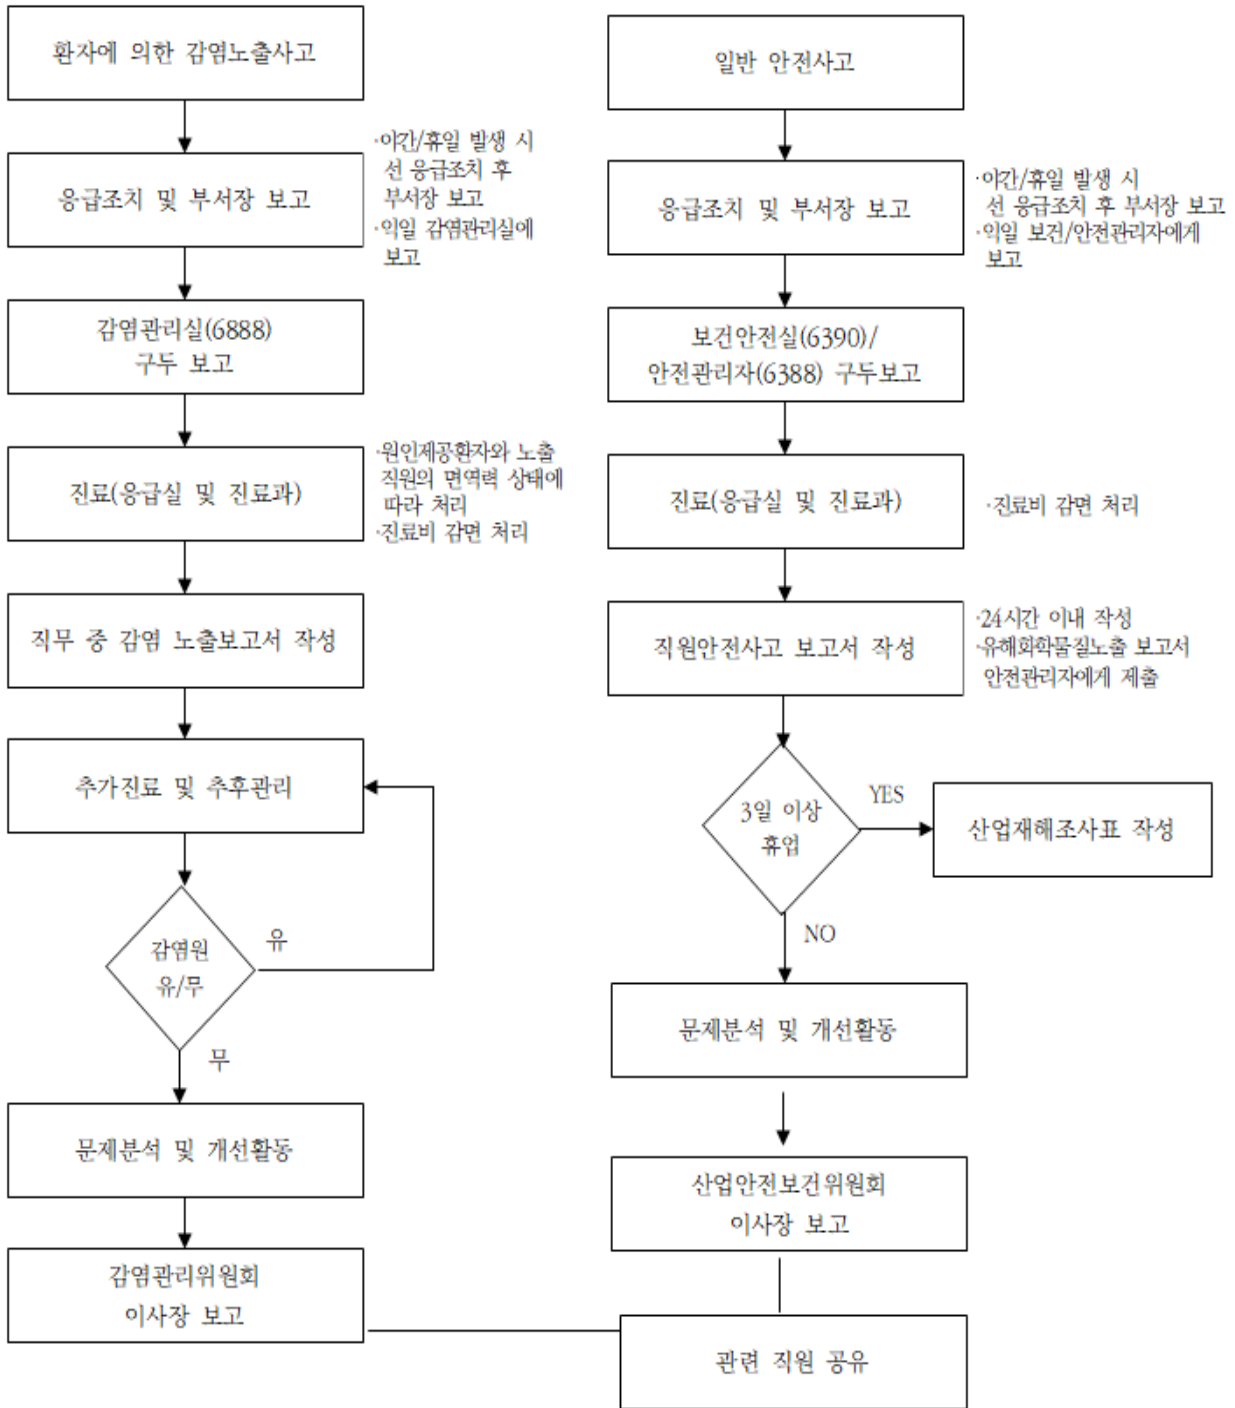 환자에 의한 감염노출사고
응급조치 및 부서장 보고
·야간/휴일 발생 시
선 응급조치 후
부서장 보고
·익일 감염관리실에
보고
감염관리실(6888)
구두 보고
진료(응급실 및 진료과)
·원인제공환자와 노출
직원의 면역력 상태에
따라 처리
·진료비 감면 처리
직무 중 감염 노출보고서 작성
추가진료 및 추후관리
감염원
유/무
유
무
문제분석 및 개선활동
감염관리위원회
이사장 보고
일반 안전사고
응급조치 및 부서장 보고
·야간/휴일 발생 시
선 응급조치 후 부서장 보고
·익일 보건/안전관리자에게
보고
보건안전실(6390)/
안전관리자(6388) 구두보고
진료(응급실 및 진료과)
·진료비 감면 처리
직원안전사고 보고서 작성
·24시간 이내 작성
·유해화학물질노출 보고서
안전관리자에게 제출
3일 이상
휴업
YES
산업재해조사표 작성
NO
문제분석 및 개선활동
산업안전보건위원회
이사장 보고
관련 직원 공유